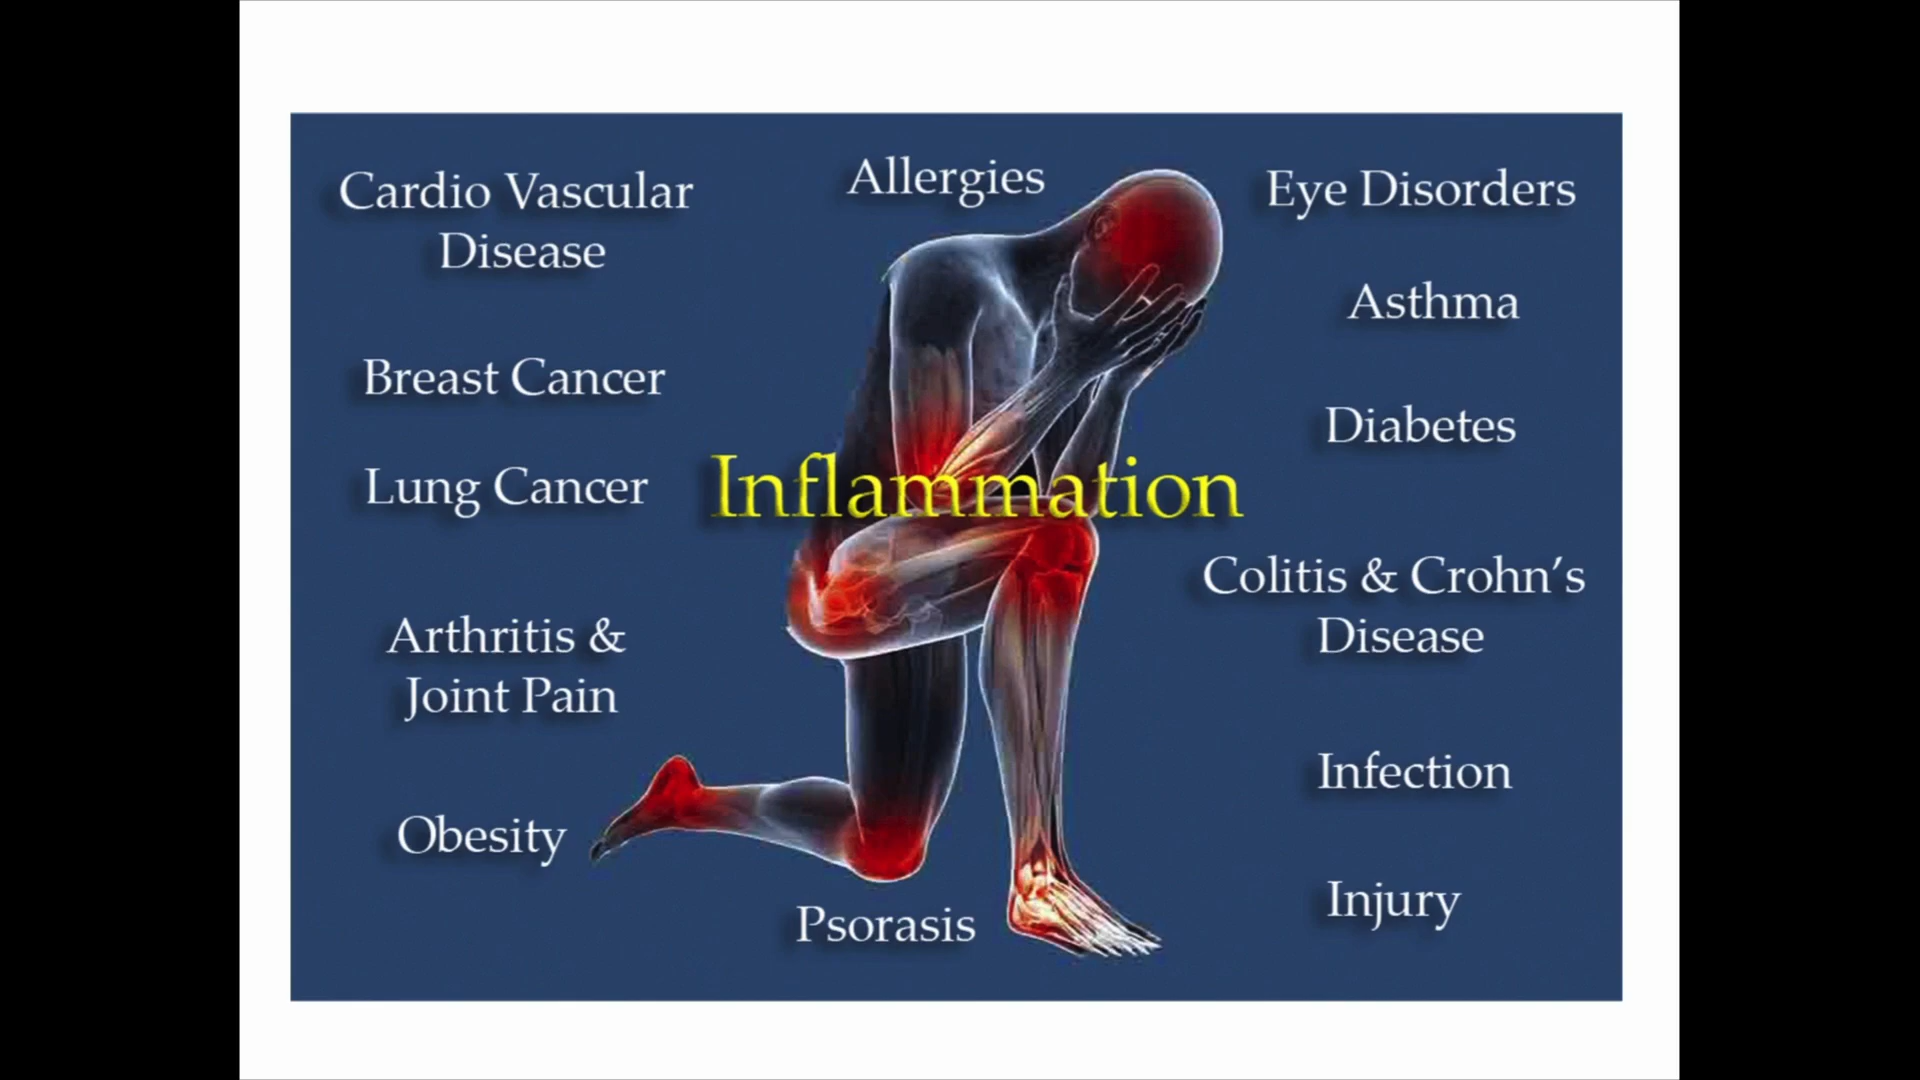 Cardio Vascular
Disease
Allergies
Eye Disorders
Asthma
Breast Cancer
Diabetes
Lung Cancer
Inflammation
Colitis & Crohn’s
Disease
Arthritis &
Joint Pain
Infection
Obesity
Injury
Psorasis